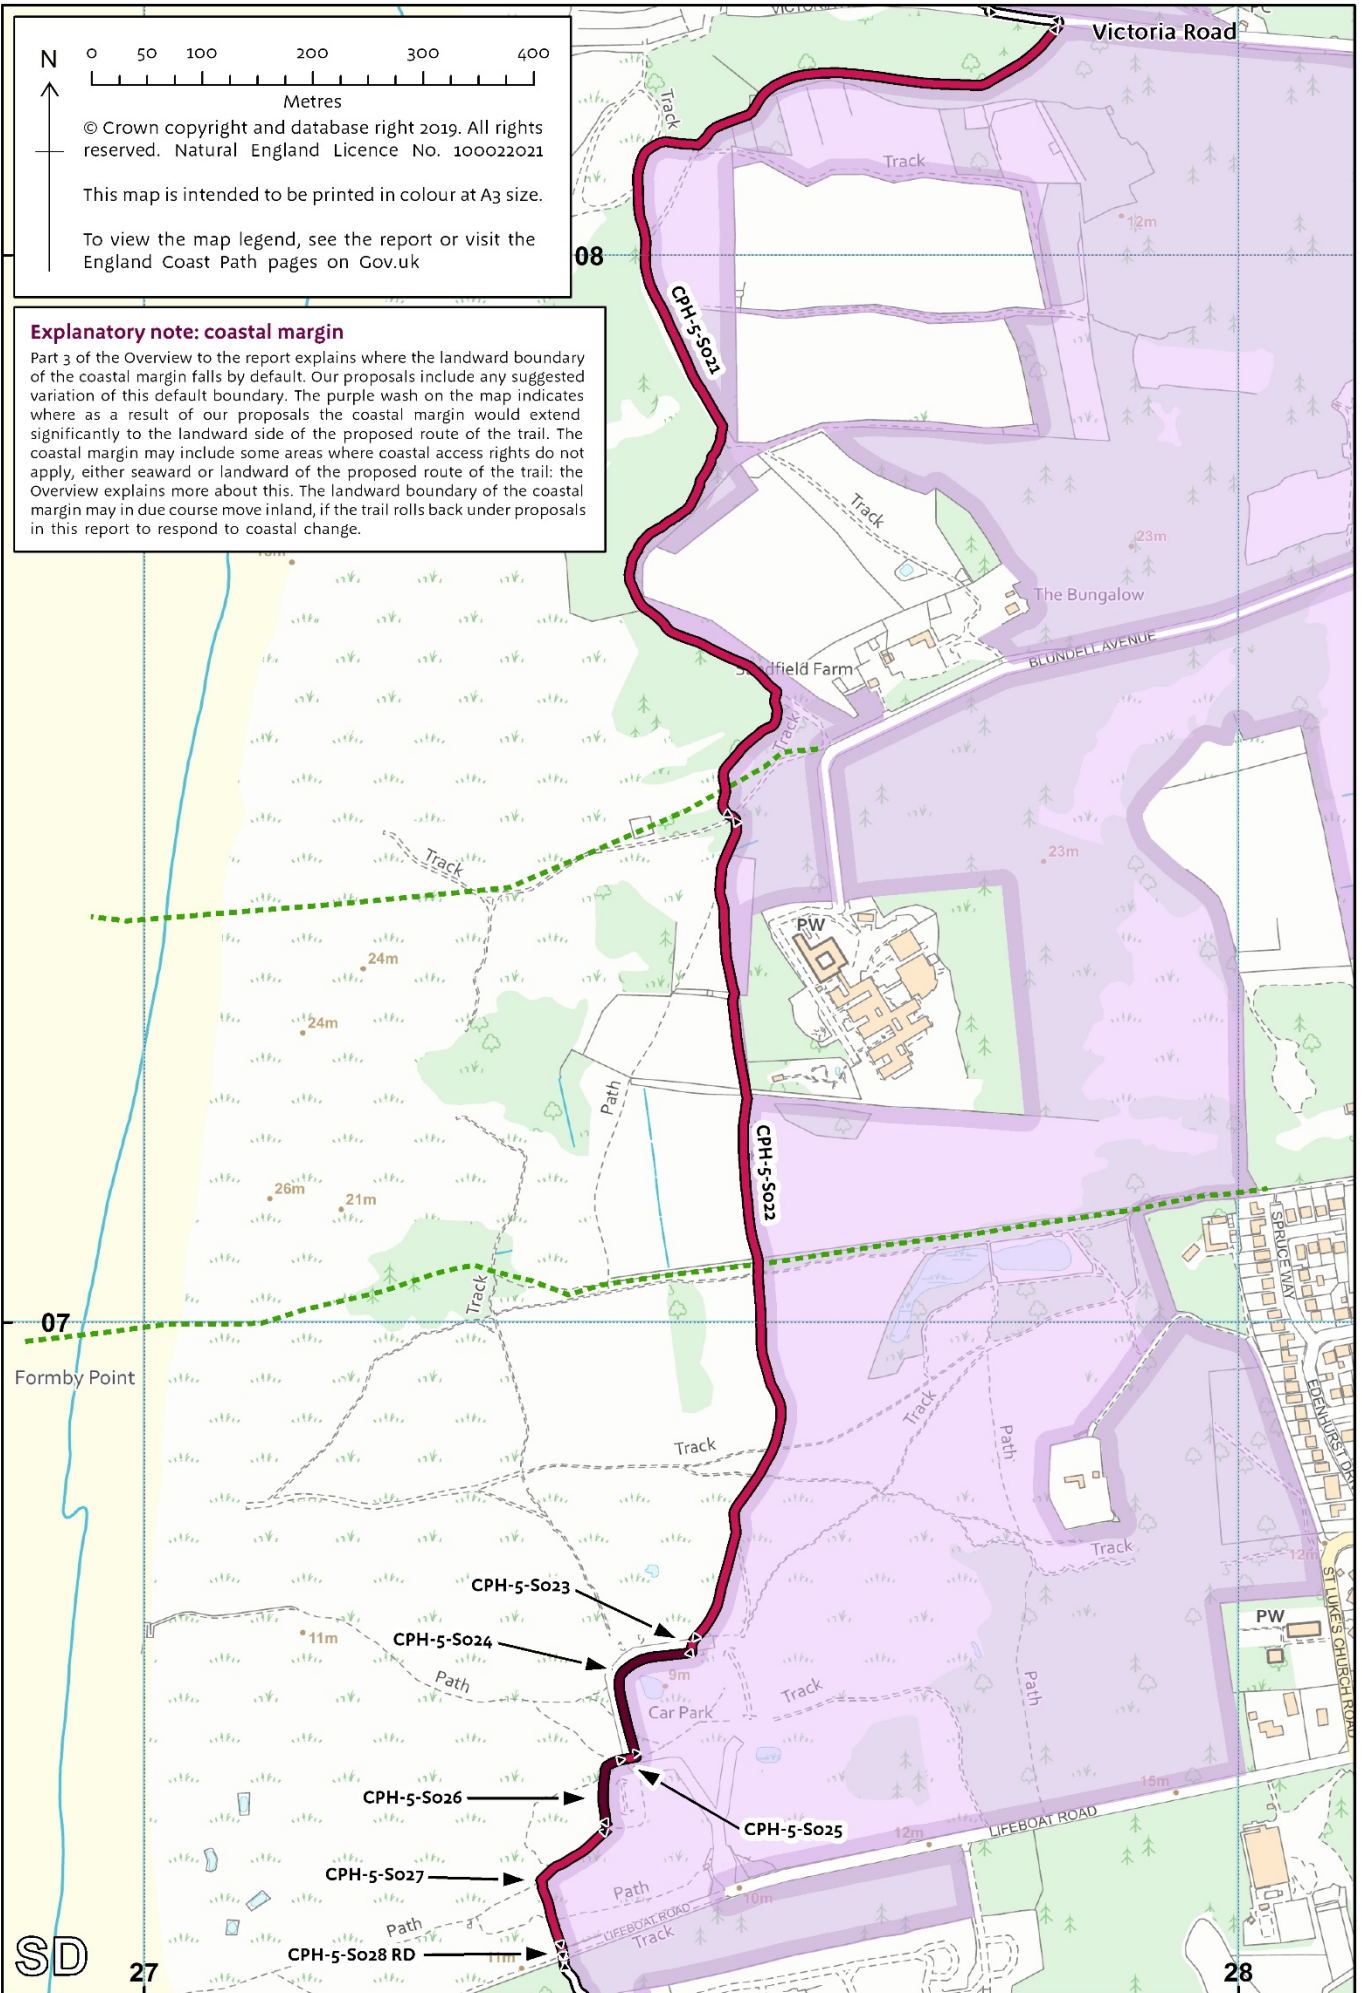 Victoria Road
N
0 50 100 200 300 400
Metres
© Crown copyright and database right 2019. All rights
reserved. Natural England Licence No. 100022021
This map is intended to be printed in colour at A3 size.
To view the map legend, see the report or visit the
England Coast Path pages on Gov.uk
Track
Track
12m
08
CPH-5-S021
Explanatory note: coastal margin
Part 3 of the Overview to the report explains where the landward boundary
of the coastal margin falls by default. Our proposals include any suggested
variation of this default boundary. The purple wash on the map indicates
where as a result of our proposals the coastal margin would extend
significantly to the landward side of the proposed route of the trail. The
coastal margin may include some areas where coastal access rights do not
apply, either seaward or landward of the proposed route of the trail: the
Overview explains more about this. The landward boundary of the coastal
margin may in due course move inland, if the trail rolls back under proposals
in this report to respond to coastal change.
Track
23m
The Bungalow
BLUNDELL AVENUE
Farm
Track
Track
23m
PW
24m
24m
Path
CPH-5-S022
26m
21m
SPRUCE WAY
Track
07
Formby Point
EDENHURST
Track
Path
Track
Track
12m
CPH-5-S023
ST LUKE'S CHURCH ROAD
PW
CPH-5-S024
11m
9m
Path
Track
Path
Car Park
15m
CPH-5-S026
CPH-5-S025
LIFEBOAT ROAD
12m
CPH-5-S027
Path
10m
LIFEBOAT ROAD
Path
Track
CPH-5-S028 RD
11m
SD
27
28